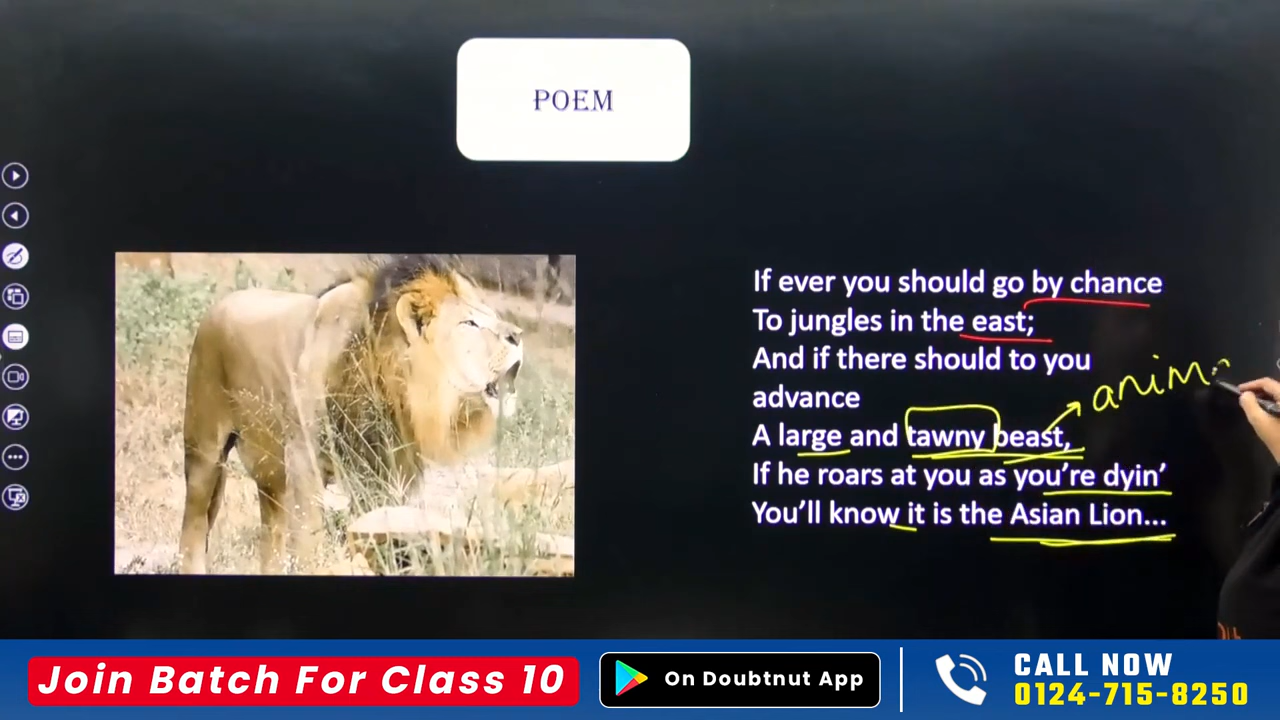 POEM
If ever you should go by chance
To jungles in the east;
And if there should to you
advance
A large and tawny beast,
If he roars at you as you're dyin'
You'll know it is the Asian Lion...
anim
Join Batch For Class 10
On Doubtnut App
CALL NOW
0124-715-8250